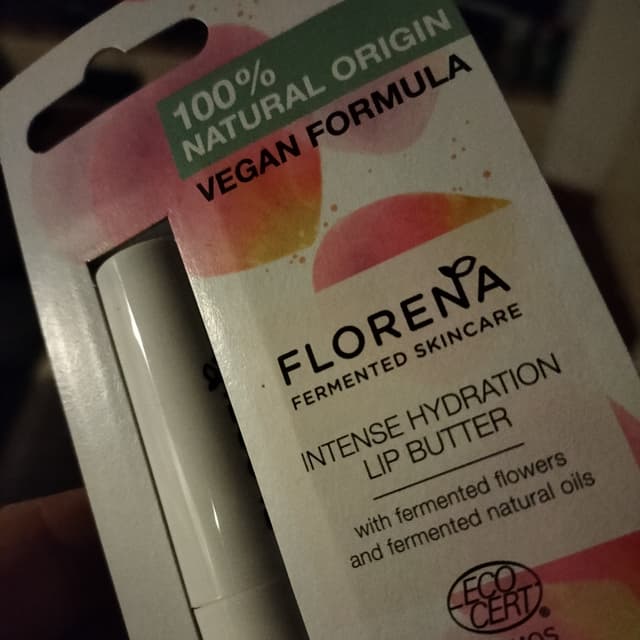 100%
NATURAL ORIGIN
VEGAN FORMULA
FLORENA
FERMENTED SKINCARE
INTENSE HYDRATION
LIP BUTTER
with fermented flowers
and fermented natural oils
ECO
CERT®